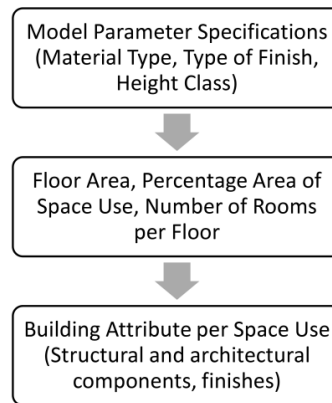 Model Parameter Specifications
(Material Type, Type of Finish,
Height Class)
Floor Area, Percentage Area of
Space Use, Number of Rooms
per Floor
Building Attribute per Space Use
(Structural and architectural
components, finishes)